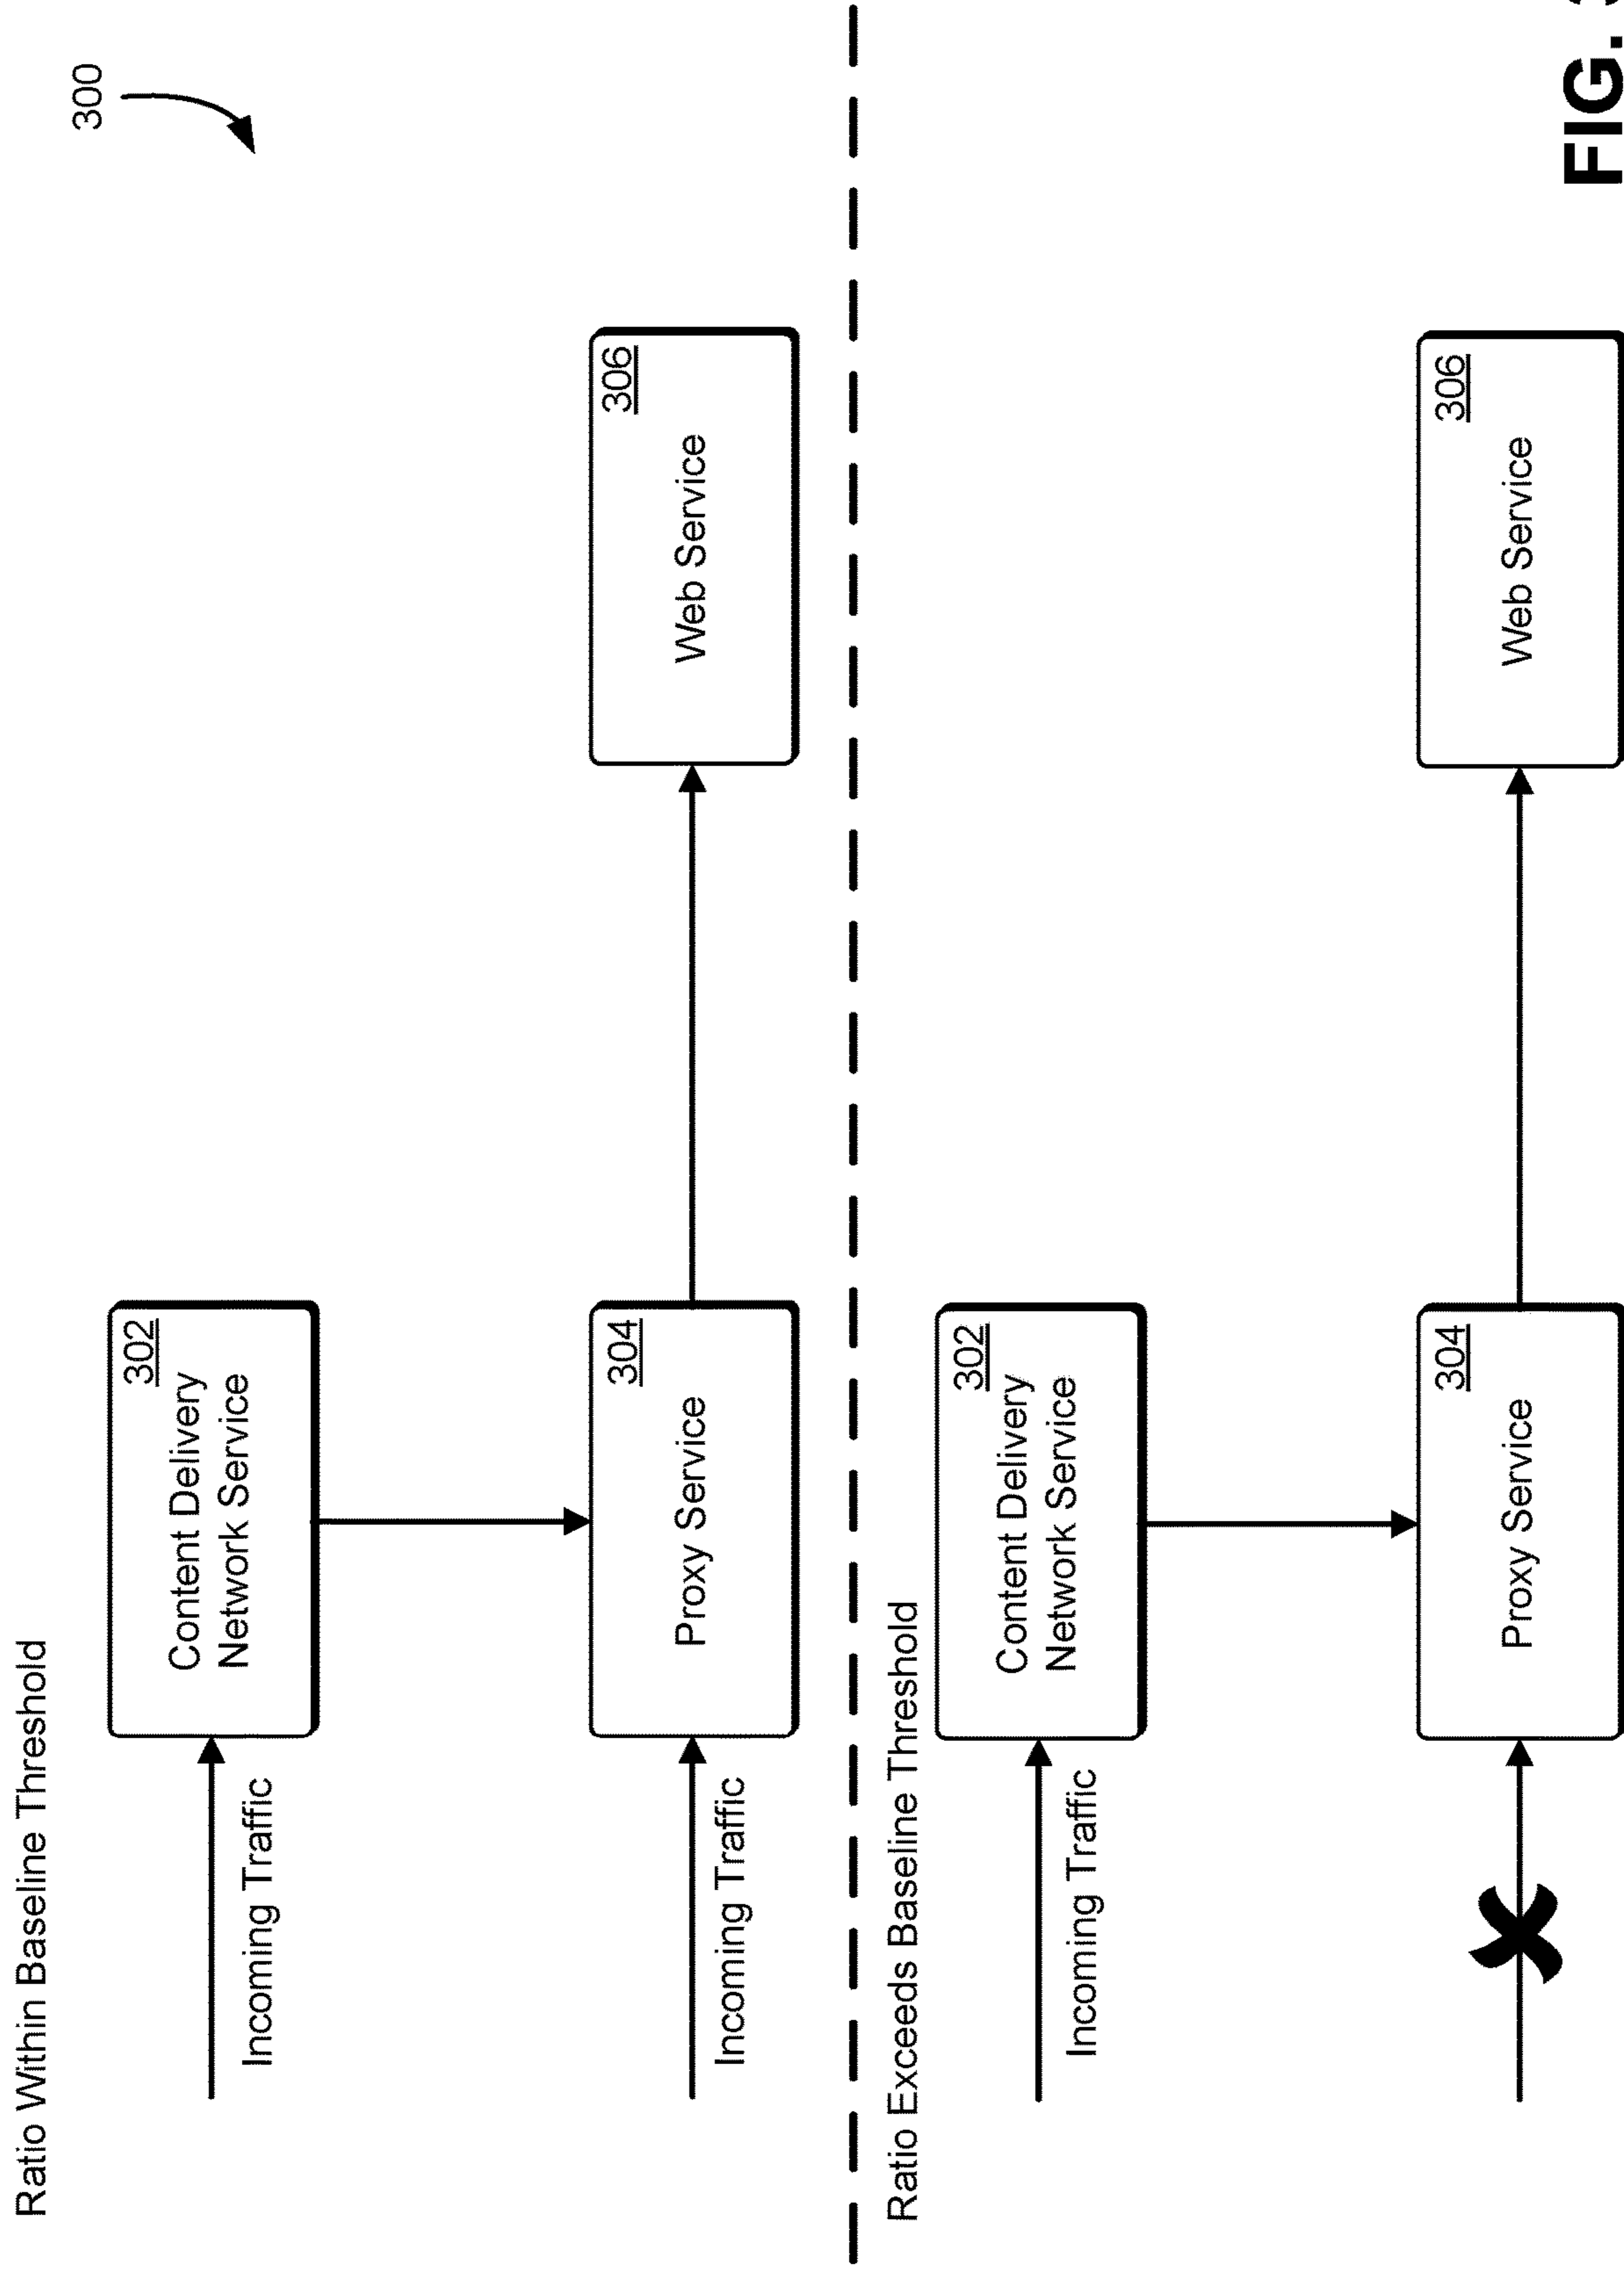 300
Ratio Within Baseline Threshold
Incoming Traffic
302
Content Delivery
Network Service
Incoming Traffic
304
Proxy Service
306
Web Service
Ratio Exceeds Baseline Threshold
Incoming Traffic
302
Content Delivery
Network Service
304
Proxy Service
306
Web Service
FIG.